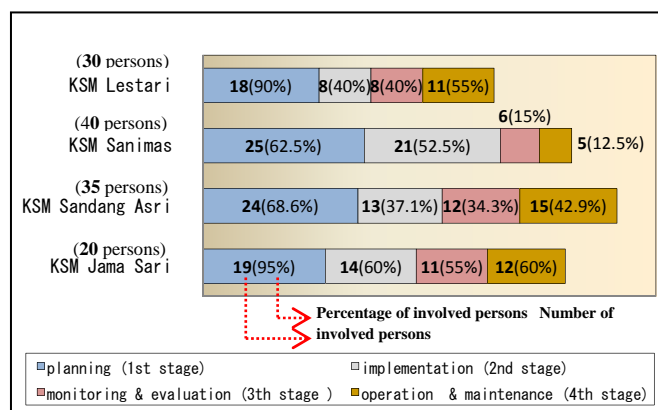 (30 persons)
KSM Lestari
18(90%) 8(40%) 8(40%) 11(55%)
(40 persons)
KSM Sanimas
6(15%)
25(62.5%) 21(52.5%) 5(12.5%)
(35 persons)
KSM Sandang Asri
24(68.6%) 13(37.1%) 12(34.3%) 15(42.9%)
(20 persons)
KSM Jama Sari
19(95%) 14(60%) 11(55%) 12(60%)
Percentage of involved persons Number of
involved persons
planning (1st stage) implementation (2nd stage)
monitoring & evaluation (3th stage ) operation & maintenance (4th stage)